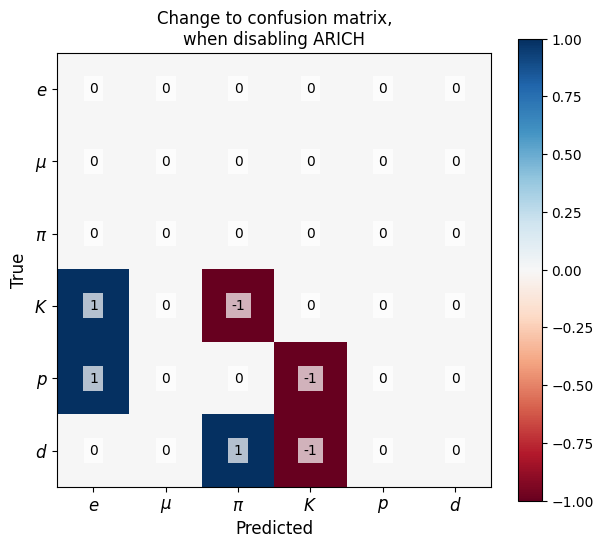 Change to confusion matrix,
when disabling ARICH
True
e 0 0 0 0 0 0
μ 0 0 0 0 0 0
π 0 0 0 0 0 0
K 1 0 -1 0 0 0
p 1 0 0 -1 0 0
d 0 0 1 -1 0 0
e μ π K p d
Predicted
1.00
0.75
0.50
0.25
0.00
−0.25
−0.50
−0.75
−1.00